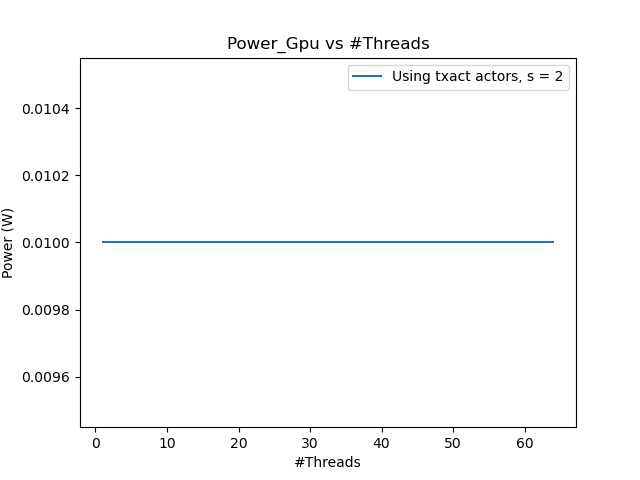 Power_Gpu vs #Threads
Using txact actors, s = 2
0.0104
0.0102
0.0100
0.0098
0.0096
Power (W)
0 10 20 30 40 50 60
#Threads